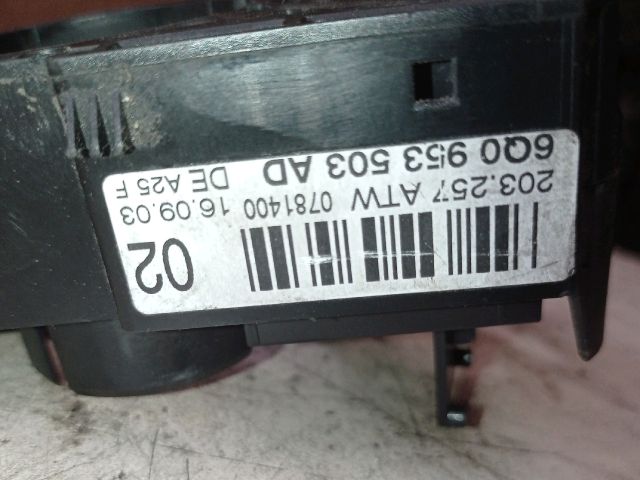 6Q0 953 503 AD DE A25 F
203.257 ATW 0781400 16.09.03
02